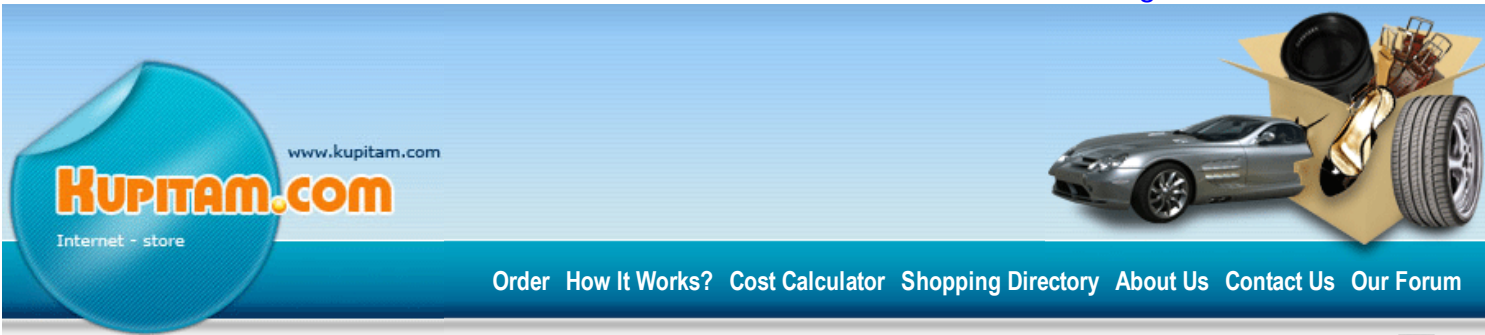 www.kupitam.com
KUPITAM.COM
Internet - store
Order How It Works? Cost Calculator Shopping Directory About Us Contact Us Our Forum